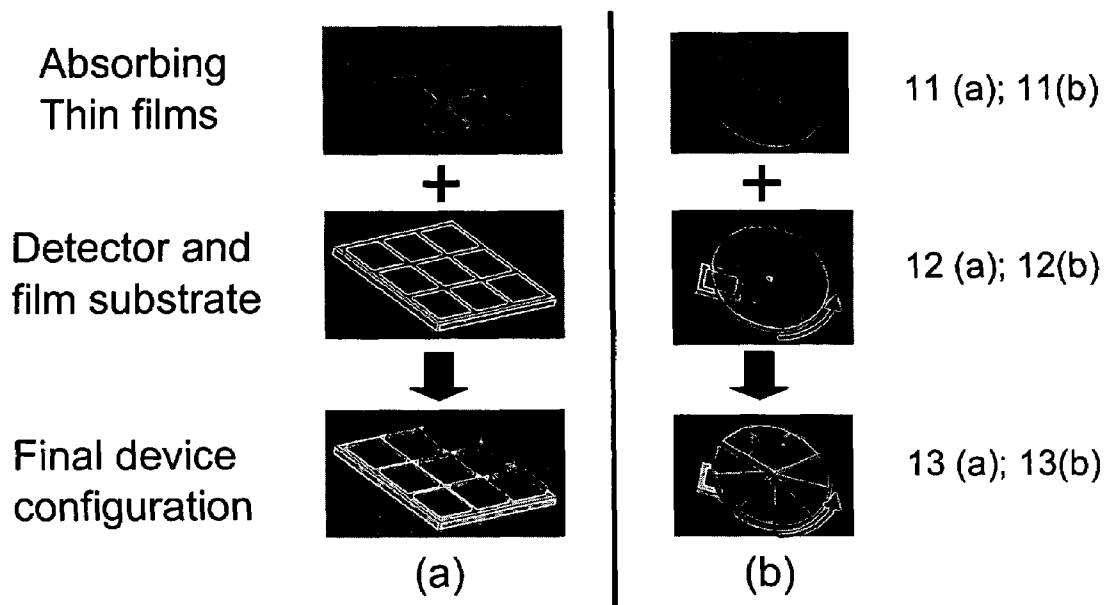 Absorbing
Thin films
11 (a); 11(b)
+
+
Detector and
film substrate
12 (a); 12(b)
Final device
configuration
13 (a); 13(b)
(a)
(b)